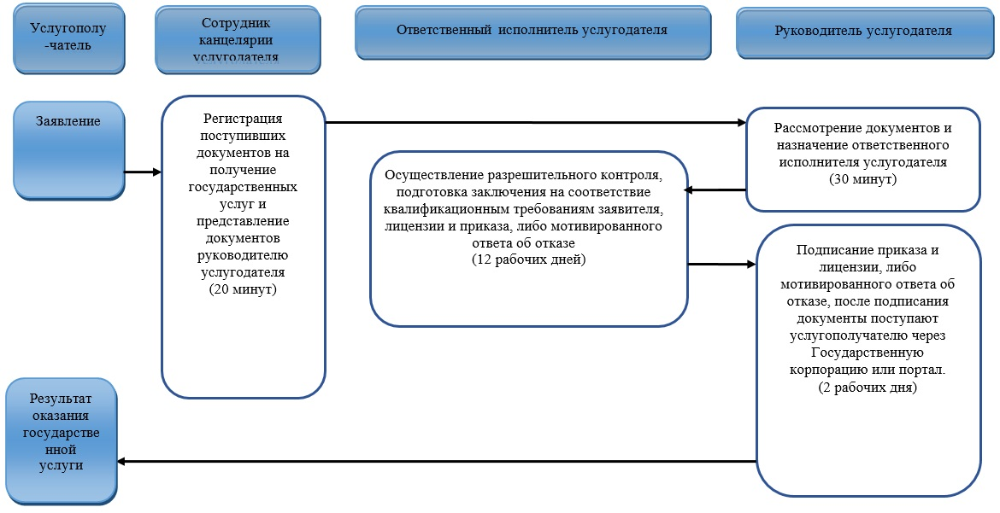 Услугополу
-чатель
Сотрудник
канцелярии
услугодателя
Ответственный исполнитель услугодателя
Руководитель услугодателя
Заявление
Регистрация
поступивших
документов на
получение
государственных
услуг и
представление
документов
руководителю
услугодателя
(20 минут)
Рассмотрение документов и
назначение ответственного
исполнителя услугодателя
(30 минут)
Осуществление разрешительного контроля,
подготовка заключения на соответствие
квалификационным требованиям заявителя,
лицензии и приказа, либо мотивированного
ответа об отказе
(12 рабочих дней)
Подписание приказа и
лицензии, либо
мотивированного ответа об
отказе, после подписания
документы поступают
услугополучателю через
Государственную
корпорацию или портал.
(2 рабочих дня)
Результат
оказания
государстве
нной
услуги